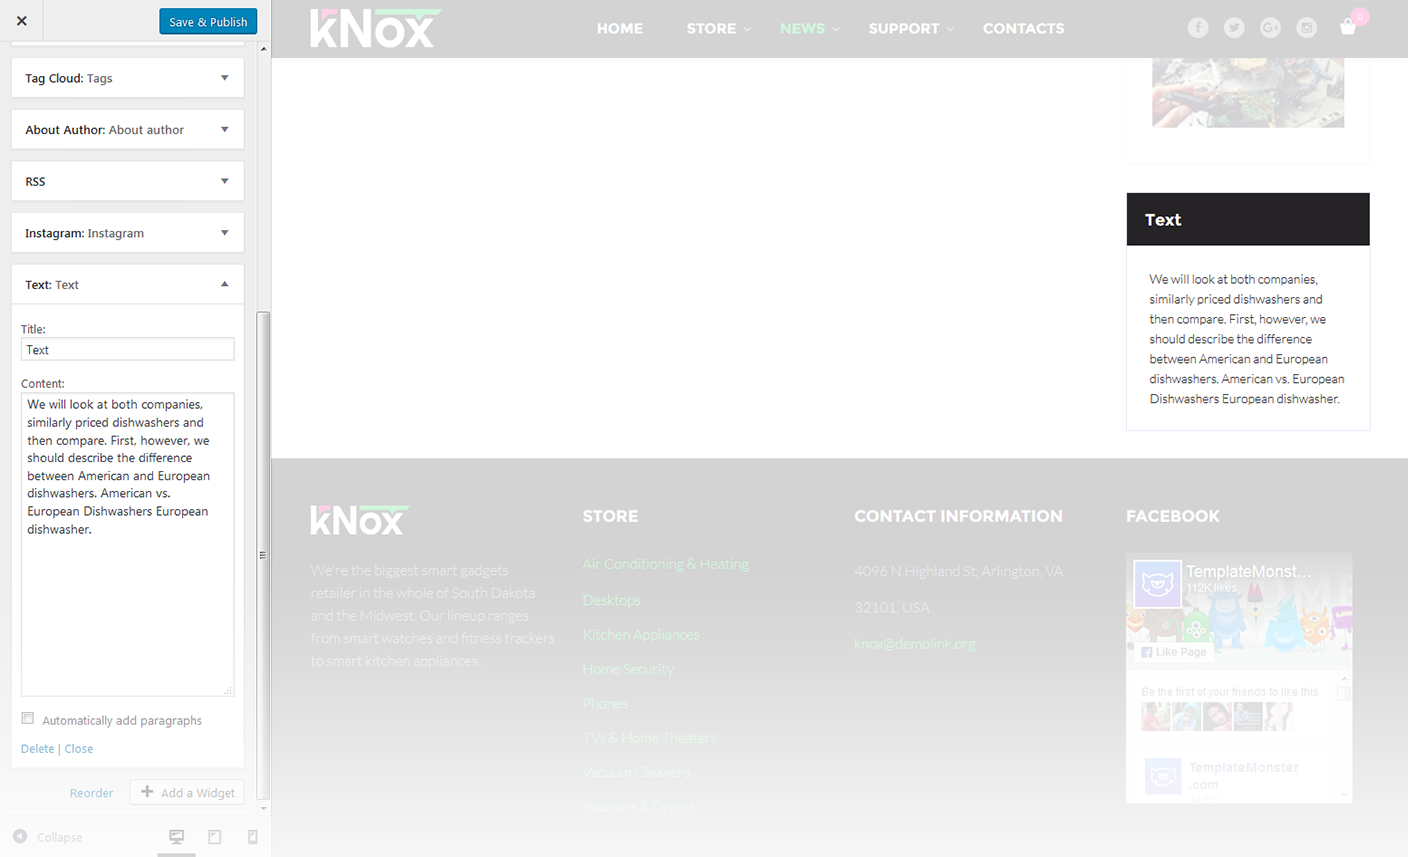 Save & Publish
Tag Cloud: Tags
About Author: About author
RSS
Instagram: Instagram
Text: Text
Title:
Text
Content:
We will look at both companies,
similarly priced dishwashers and
then compare. First, however, we
should describe the difference
between American and European
dishwashers. American vs.
European Dishwashers European
dishwasher.
Automatically add paragraphs
Delete | Close
Reorder
Add a Widget
Collapse
kNox
HOME
STORE
NEWS
SUPPORT
CONTACTS
0
Text
We will look at both companies,
similarly priced dishwashers and
then compare. First, however, we
should describe the difference
between American and European
dishwashers. American vs. European
Dishwashers European dishwasher.
kNox
We're the biggest smart gadgets
retailer in the whole of South Dakota
and the Midwest. Our lineup ranges
from smart watches and fitness trackers
to smart kitchen appliances.
STORE
Air Conditioning & Heating
Desktops
Kitchen Appliances
Home Security
Phones
TVs & Home Theaters
Vacuum Cleaners
Washers & Dryers
CONTACT INFORMATION
4096 N Highland St, Arlington, VA
32101, USA
knox@demolink.org
FACEBOOK
TemplateMonst...
112K likes
Like Page
Be the first of your friends to like this
TemplateMonster
.com